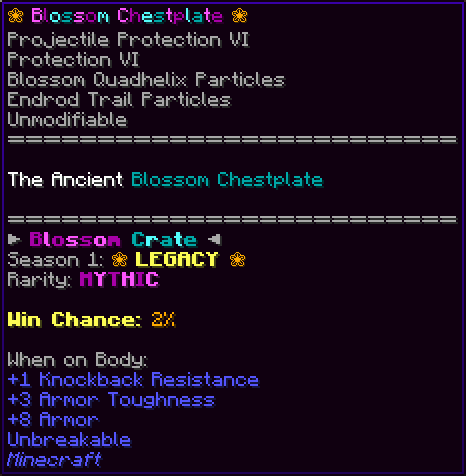 ❀ Blossom Chestplate ❀
Projectile Protection VI
Protection VI
Blossom Quadhelix Particles
Endrod Trail Particles
Unmodifiable
============================
The Ancient Blossom Chestplate
============================
► Blossom Crate ◄
Season 1: ❀ LEGACY ❀
Rarity: MYTHIC
Win Chance: 2%
When on Body:
+1 Knockback Resistance
+3 Armor Toughness
+8 Armor
Unbreakable
Minecraft